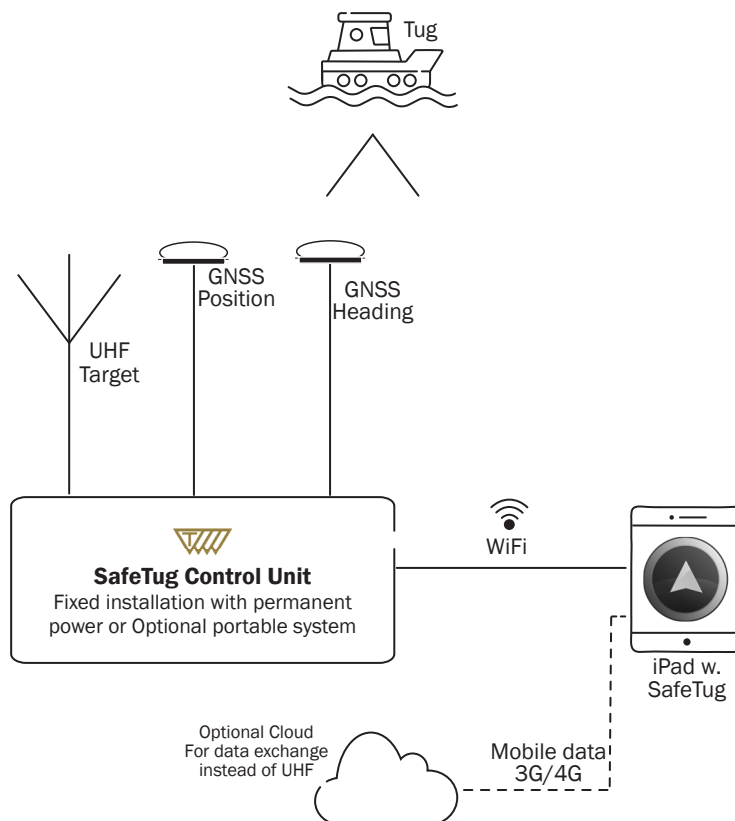 Tug
GNSS
Position
GNSS
Heading
UHF
Target
T
SafeTug Control Unit
Fixed installation with permanent
power or Optional portable system
WiFi
iPad w.
SafeTug
Optional Cloud
For data exchange
instead of UHF
Mobile data
3G/4G